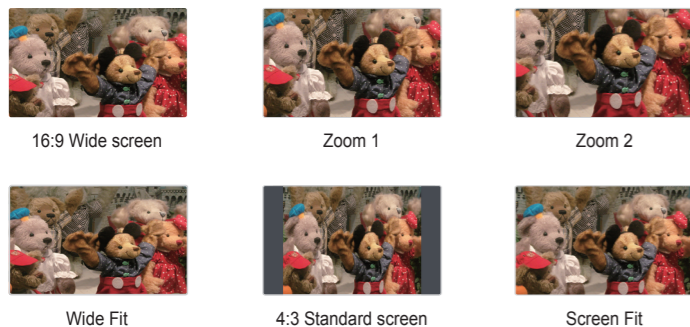 16:9 Wide screen
Zoom 1
Zoom 2
Wide Fit
4:3 Standard screen
Screen Fit